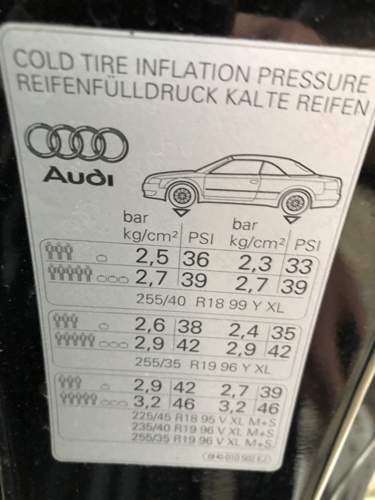 COLD TIRE INFLATION PRESSURE
REIFENFÜLLDRUCK KALTE REIFEN
Audi
bar bar
kg/cm² PSI kg/cm² PSI
2,5 36 2,3 33
2,7 39 2,7 39
255/40 R18 99 Y XL
2,6 38 2,4 35
2,9 42 2,9 42
255/35 R19 96 Y XL
2,9 42 2,7 39
3,2 46 3,2 46
225/45 R18 95 V XL M+S
235/40 R19 96 V XL M+S
255/35 R19 96 V XL M+S